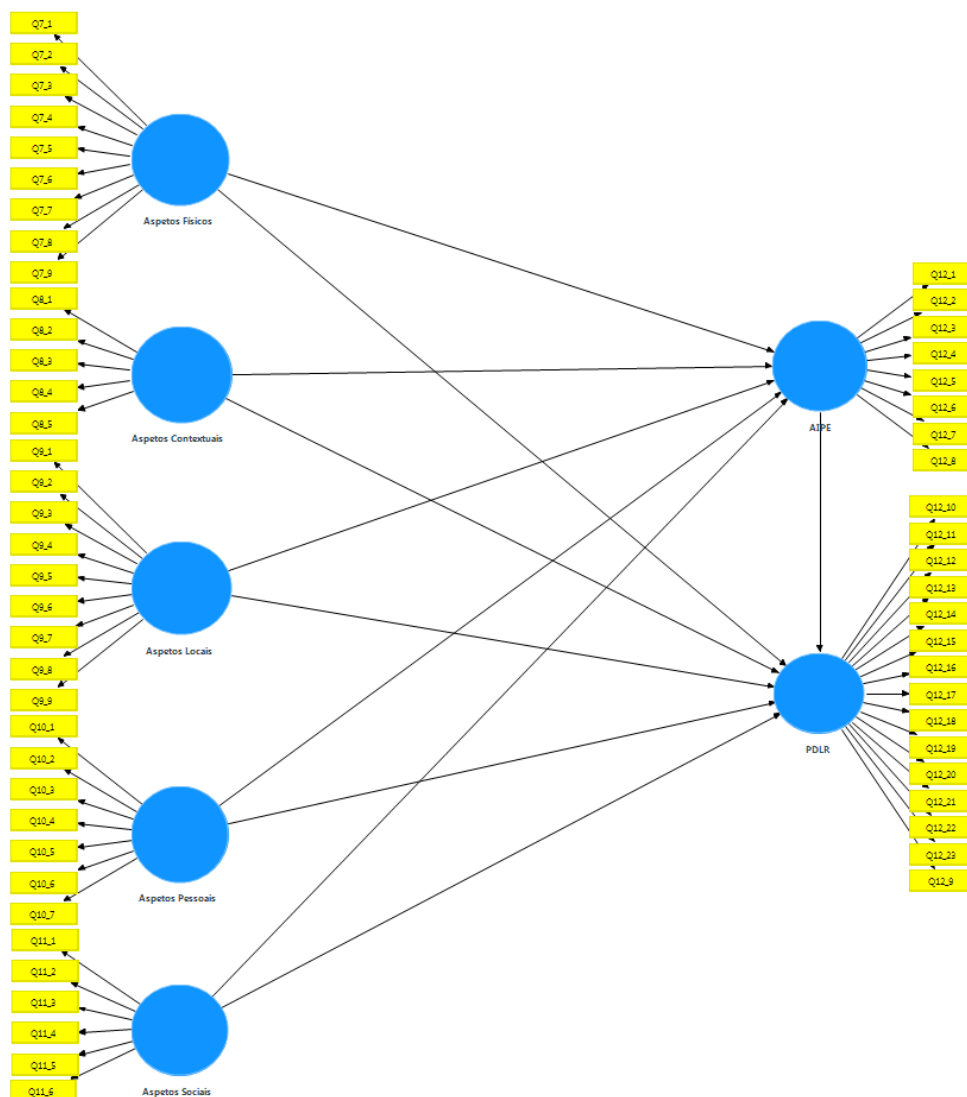 Q7_1
Q7_2
Q7_3
Q7_4
Q7_5
Q7_6
Q7_7
Q7_8
Q7_9
Aspetos Físicos
Q8_1
Q8_2
Q8_3
Q8_4
Q8_5
Aspetos Contextuais
Q9_1
Q9_2
Q9_3
Q9_4
Q9_5
Q9_6
Q9_7
Q9_8
Q9_9
Aspetos Locais
Q10_1
Q10_2
Q10_3
Q10_4
Q10_5
Q10_6
Q10_7
Aspetos Pessoais
Q11_1
Q11_2
Q11_3
Q11_4
Q11_5
Q11_6
Aspetos Sociais
AIPE
Q12_1
Q12_2
Q12_3
Q12_4
Q12_5
Q12_6
Q12_7
Q12_8
PDLR
Q12_10
Q12_11
Q12_12
Q12_13
Q12_14
Q12_15
Q12_16
Q12_17
Q12_18
Q12_19
Q12_20
Q12_21
Q12_22
Q12_23
Q12_9